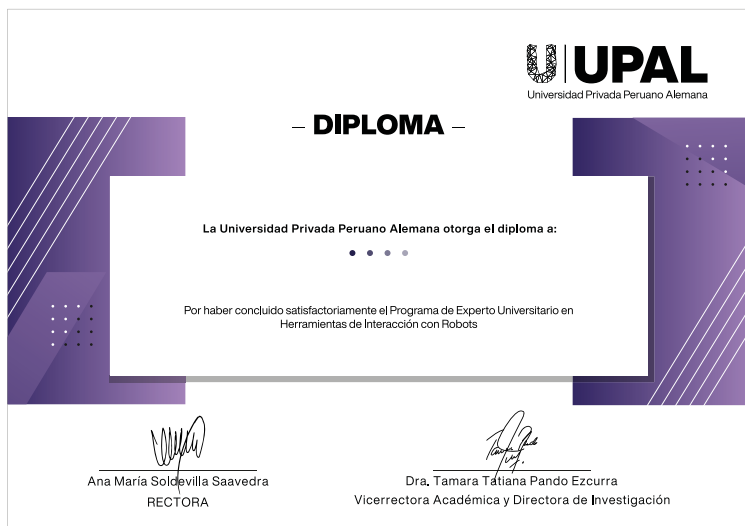 UPAL
Universidad Privada Peruano Alemana
– DIPLOMA –
La Universidad Privada Peruano Alemana otorga el diploma a:
Por haber concluido satisfactoriamente el Programa de Experto Universitario en
Herramientas de Interacción con Robots
Ana María Soldevilla Saavedra
RECTORA
Dra. Tamara Tatiana Pando Ezcurra
Vicerrectora Académica y Directora de Investigación